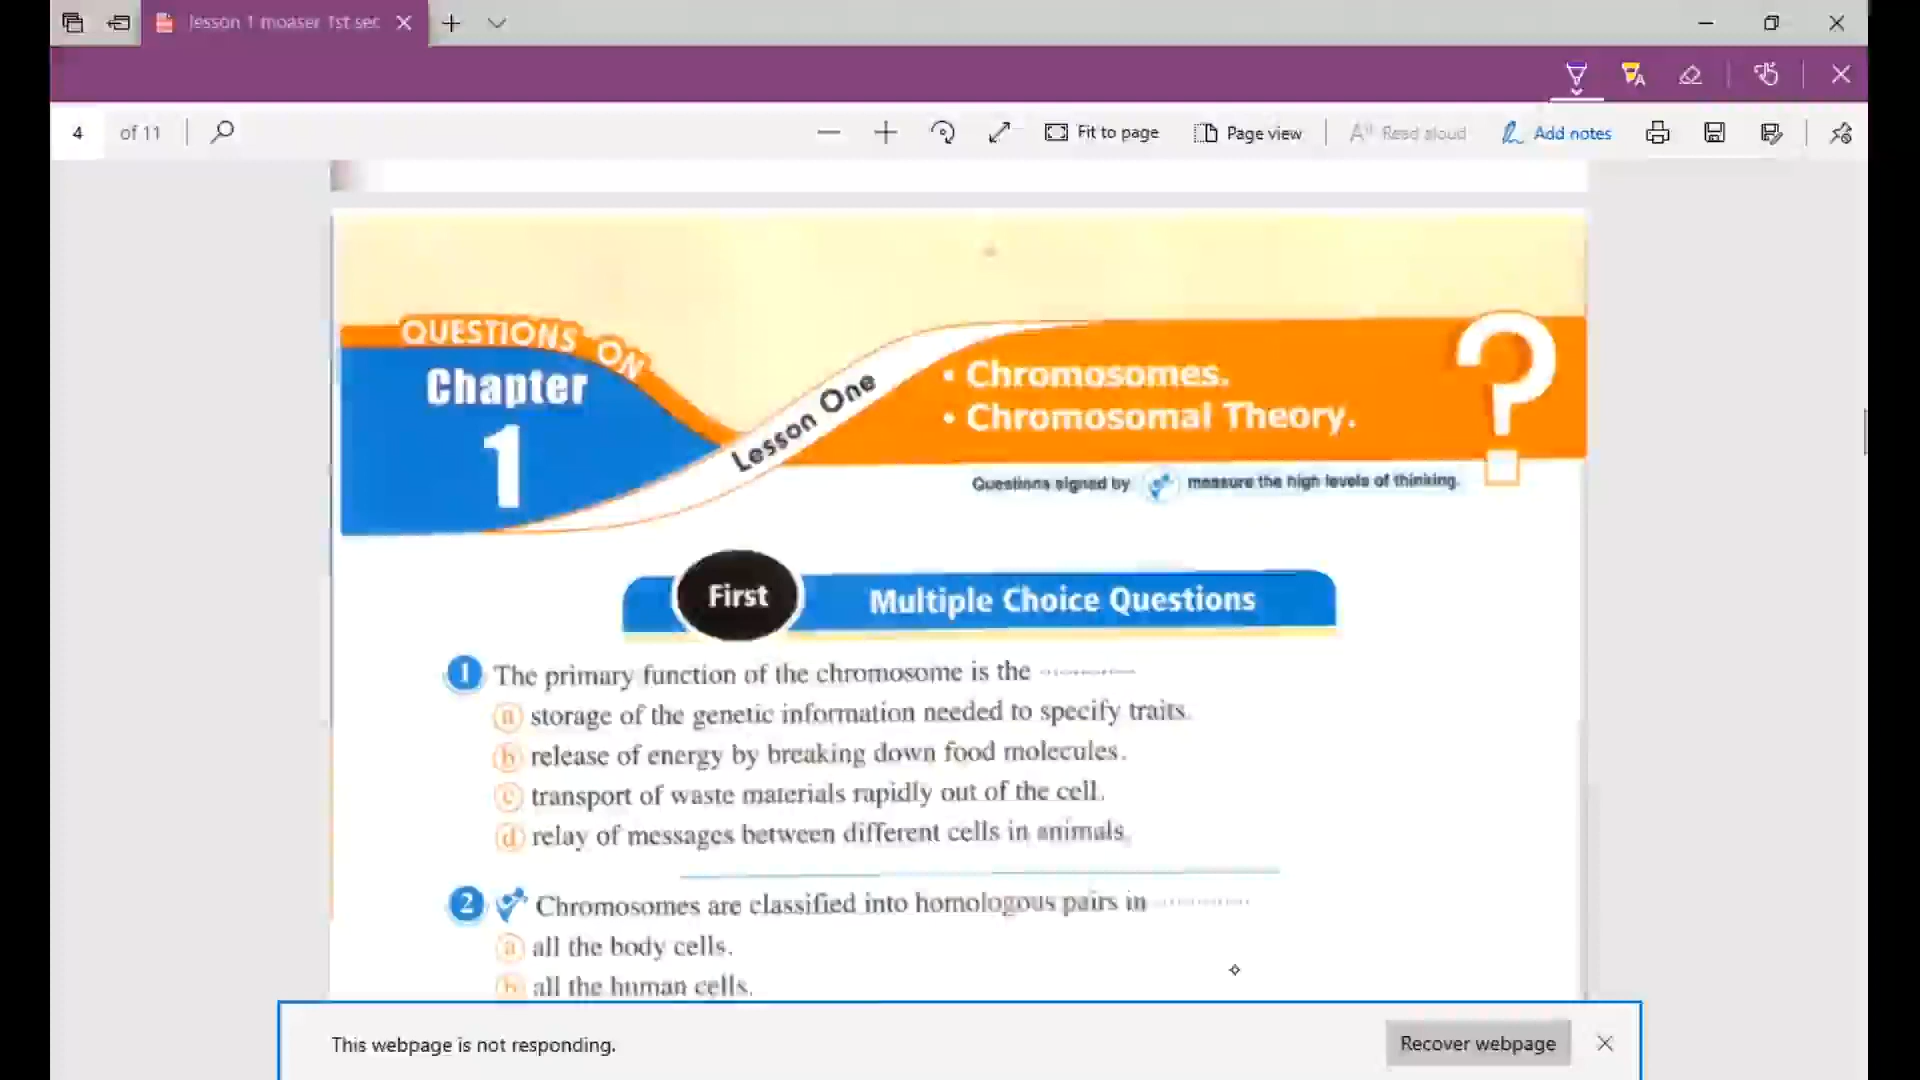 lesson 1 moaser 1st sec
4 of 11
Fit to page
Page view
Read aloud
Add notes
QUESTIONS ON
Chapter
1
Lesson One
• Chromosomes.
• Chromosomal Theory.
?
Questions signed by measure the high levels of thinking.
First
Multiple Choice Questions
1 The primary function of the chromosome is the ............
a storage of the genetic information needed to specify traits.
b release of energy by breaking down food molecules.
c transport of waste materials rapidly out of the cell.
d relay of messages between different cells in animals.
2 Chromosomes are classified into homologous pairs in ............
a all the body cells.
b all the human cells.
This webpage is not responding.
Recover webpage